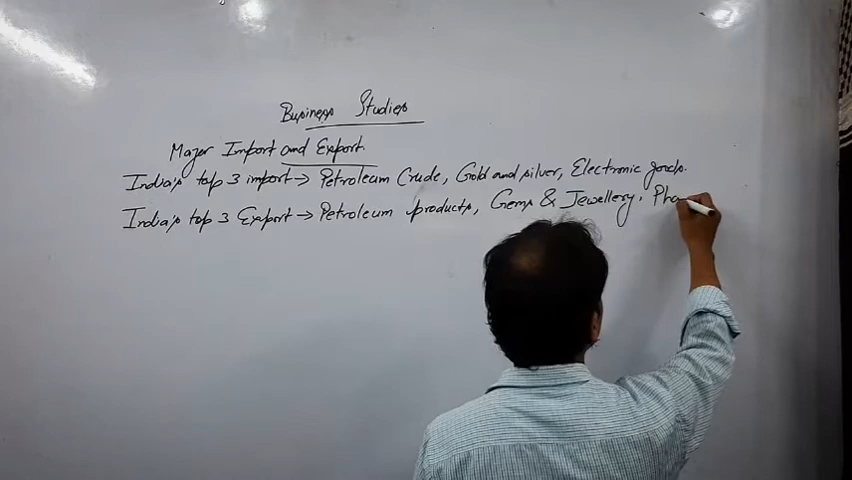 Business Studies
Major Import and Export.
India's top 3 import → Petroleum Crude, Gold and silver, Electronic goods.
India's top 3 Export → Petroleum products, Gems & Jewellery, Pha